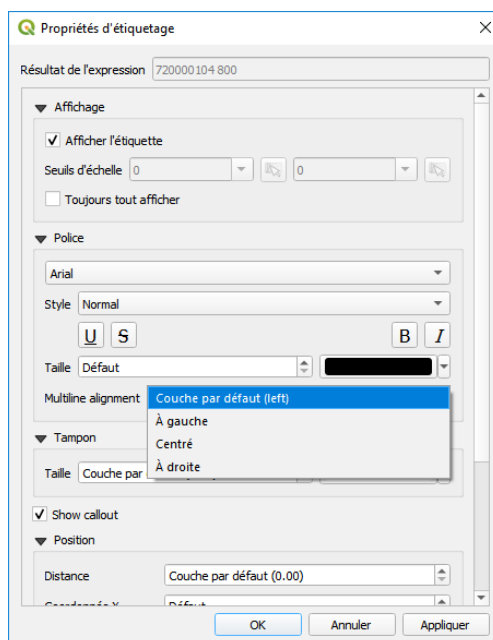 Propriétés d'étiquetage
Résultat de l'expression 720000104 800
Affichage
Afficher l'étiquette
Seuils d'échelle 0 0
Toujours tout afficher
Police
Arial
Style Normal
U S B I
Taille Défaut
Multiline alignment Couche par défaut (left)
À gauche
Centré
À droite
Tampon
Taille Couche par
Show callout
Position
Distance Couche par défaut (0.00)
OK Annuler Appliquer